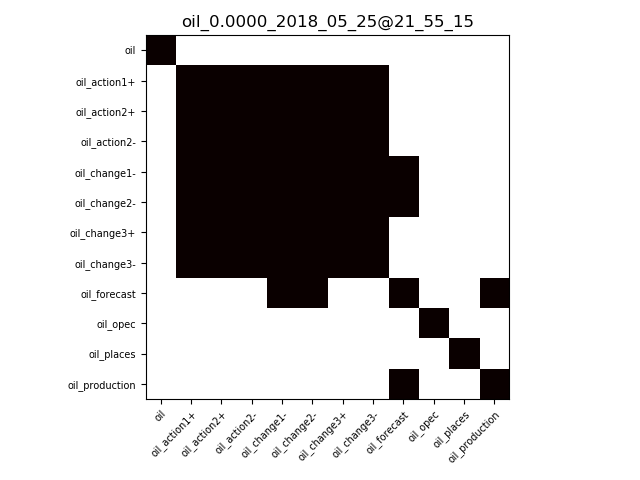 oil_0.0000_2018_05_25@21_55_15
oil
oil_action1+
oil_action2+
oil_action2-
oil_change1-
oil_change2-
oil_change3+
oil_change3-
oil_forecast
oil_opec
oil_places
oil_production
oil
oil_action1+
oil_action2+
oil_action2-
oil_change1-
oil_change2-
oil_change3+
oil_change3-
oil_forecast
oil_opec
oil_places
oil_production